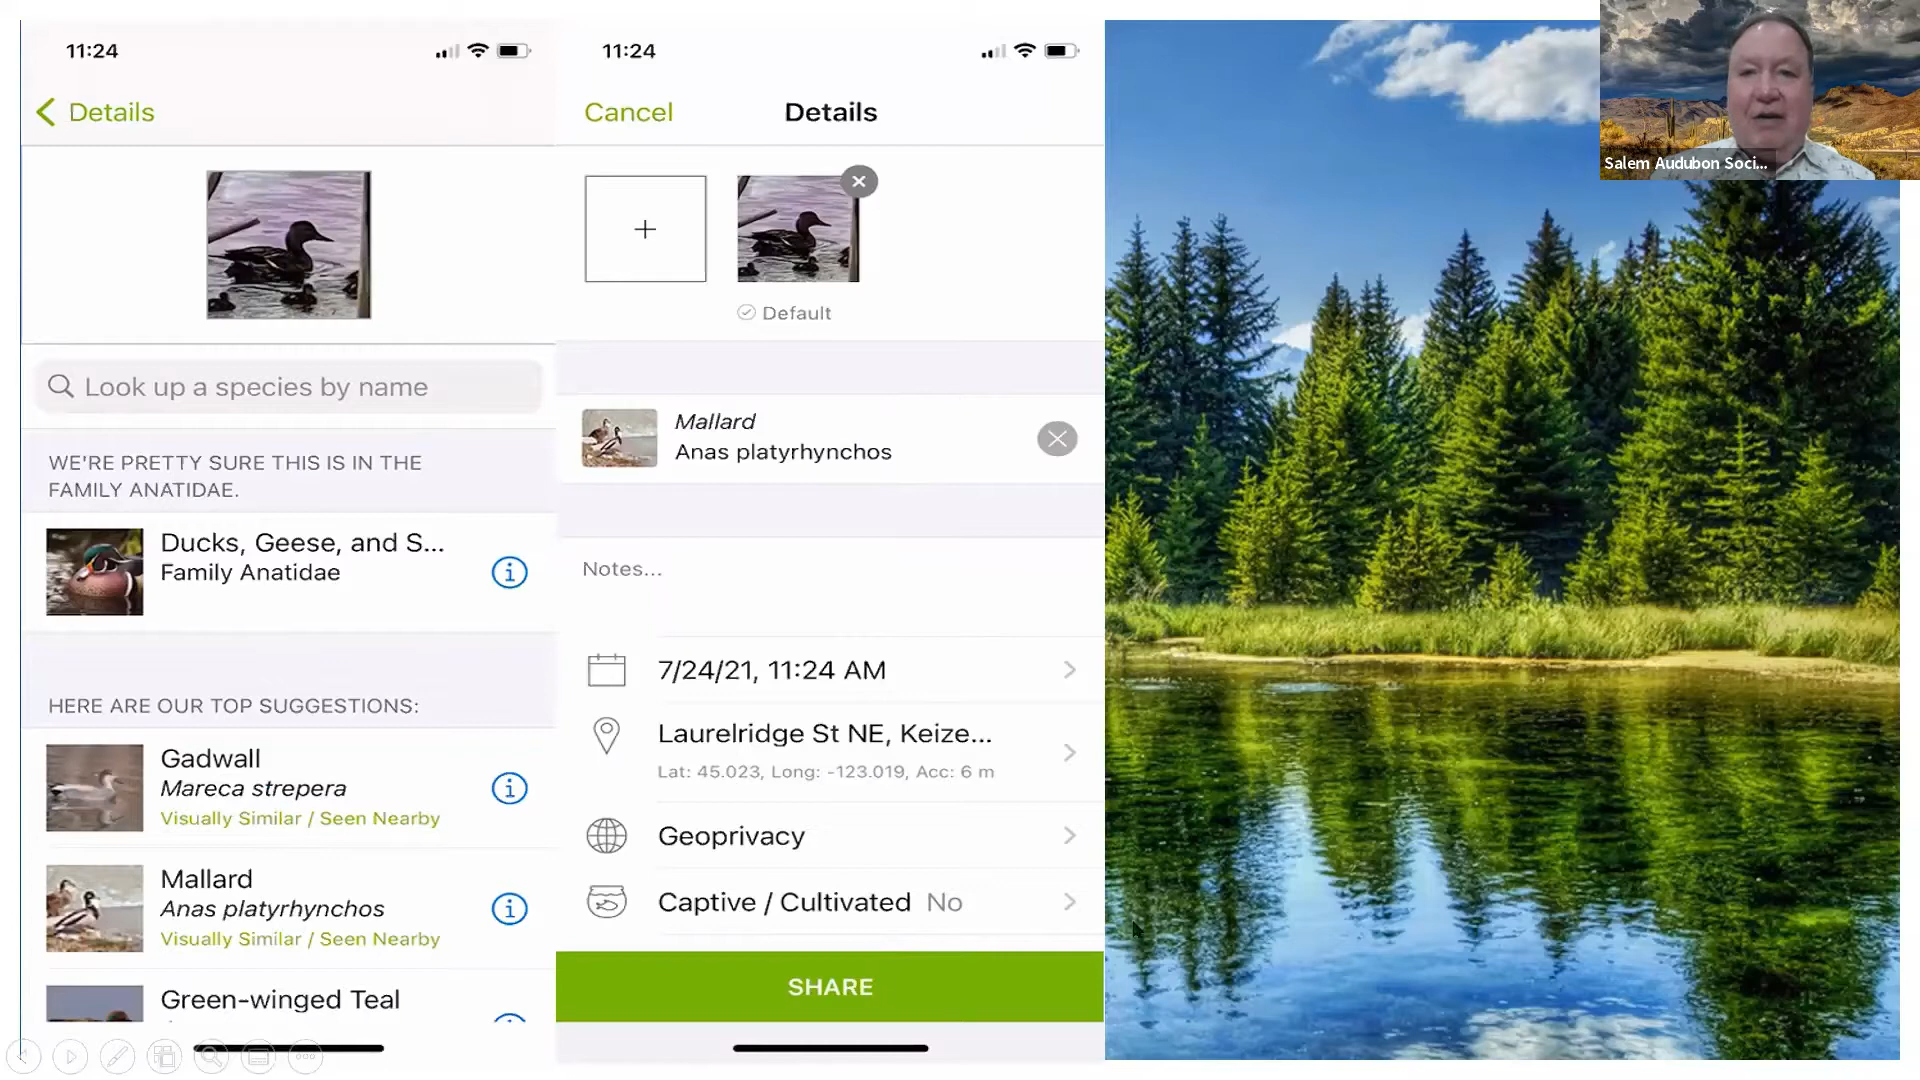 11:24
Details
Look up a species by name
WE'RE PRETTY SURE THIS IS IN THE
FAMILY ANATIDAE.
Ducks, Geese, and S...
Family Anatidae
HERE ARE OUR TOP SUGGESTIONS:
Gadwall
Mareca strepera
Visually Similar / Seen Nearby
Mallard
Anas platyrhynchos
Visually Similar / Seen Nearby
Green-winged Teal
11:24
Cancel
Details
Default
Mallard
Anas platyrhynchos
Notes...
7/24/21, 11:24 AM
Laurelridge St NE, Keize...
Lat: 45.023, Long: -123.019, Acc: 6 m
Geoprivacy
Captive / Cultivated No
SHARE
Salem Audubon Soci...